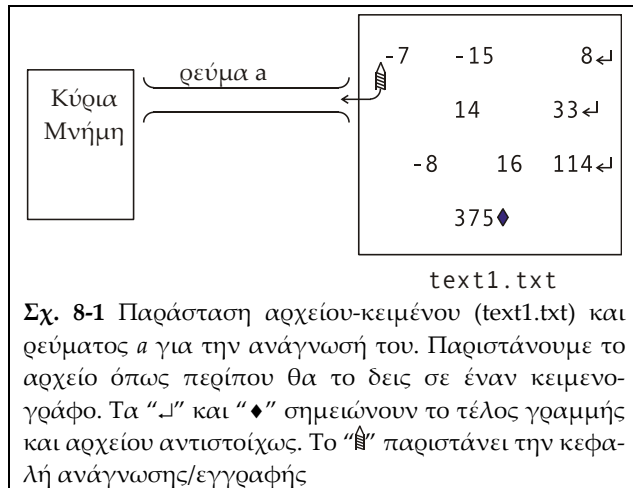 ρεύμα a
Κύρια
Μνήμη
-7 -15 8↵
14 33↵
-8 16 114↵
375♦
text1.txt
Σχ. 8-1 Παράσταση αρχείου-κειμένου (text1.txt) και
ρεύματος a για την ανάγνωσή του. Παριστάνουμε το
αρχείο όπως περίπου θα το δεις σε έναν κειμενο-
γράφο. Τα “↵” και “♦” σημειώνουν το τέλος γραμμής
και αρχείου αντιστοίχως. Το “✎” παριστάνει την κεφα-
λή ανάγνωσης/εγγραφής